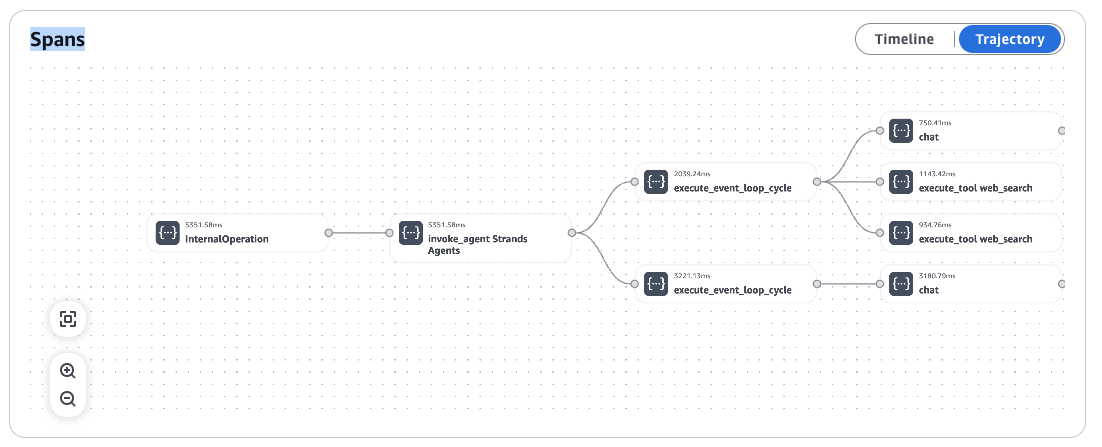 Spans
Timeline
Trajectory
5351.58ms
InternalOperation
5351.58ms
invoke_agent Strands
Agents
2039.24ms
execute_event_loop_cycle
3221.13ms
execute_event_loop_cycle
750.41ms
chat
1143.42ms
execute_tool web_search
934.76ms
execute_tool web_search
3180.79ms
chat